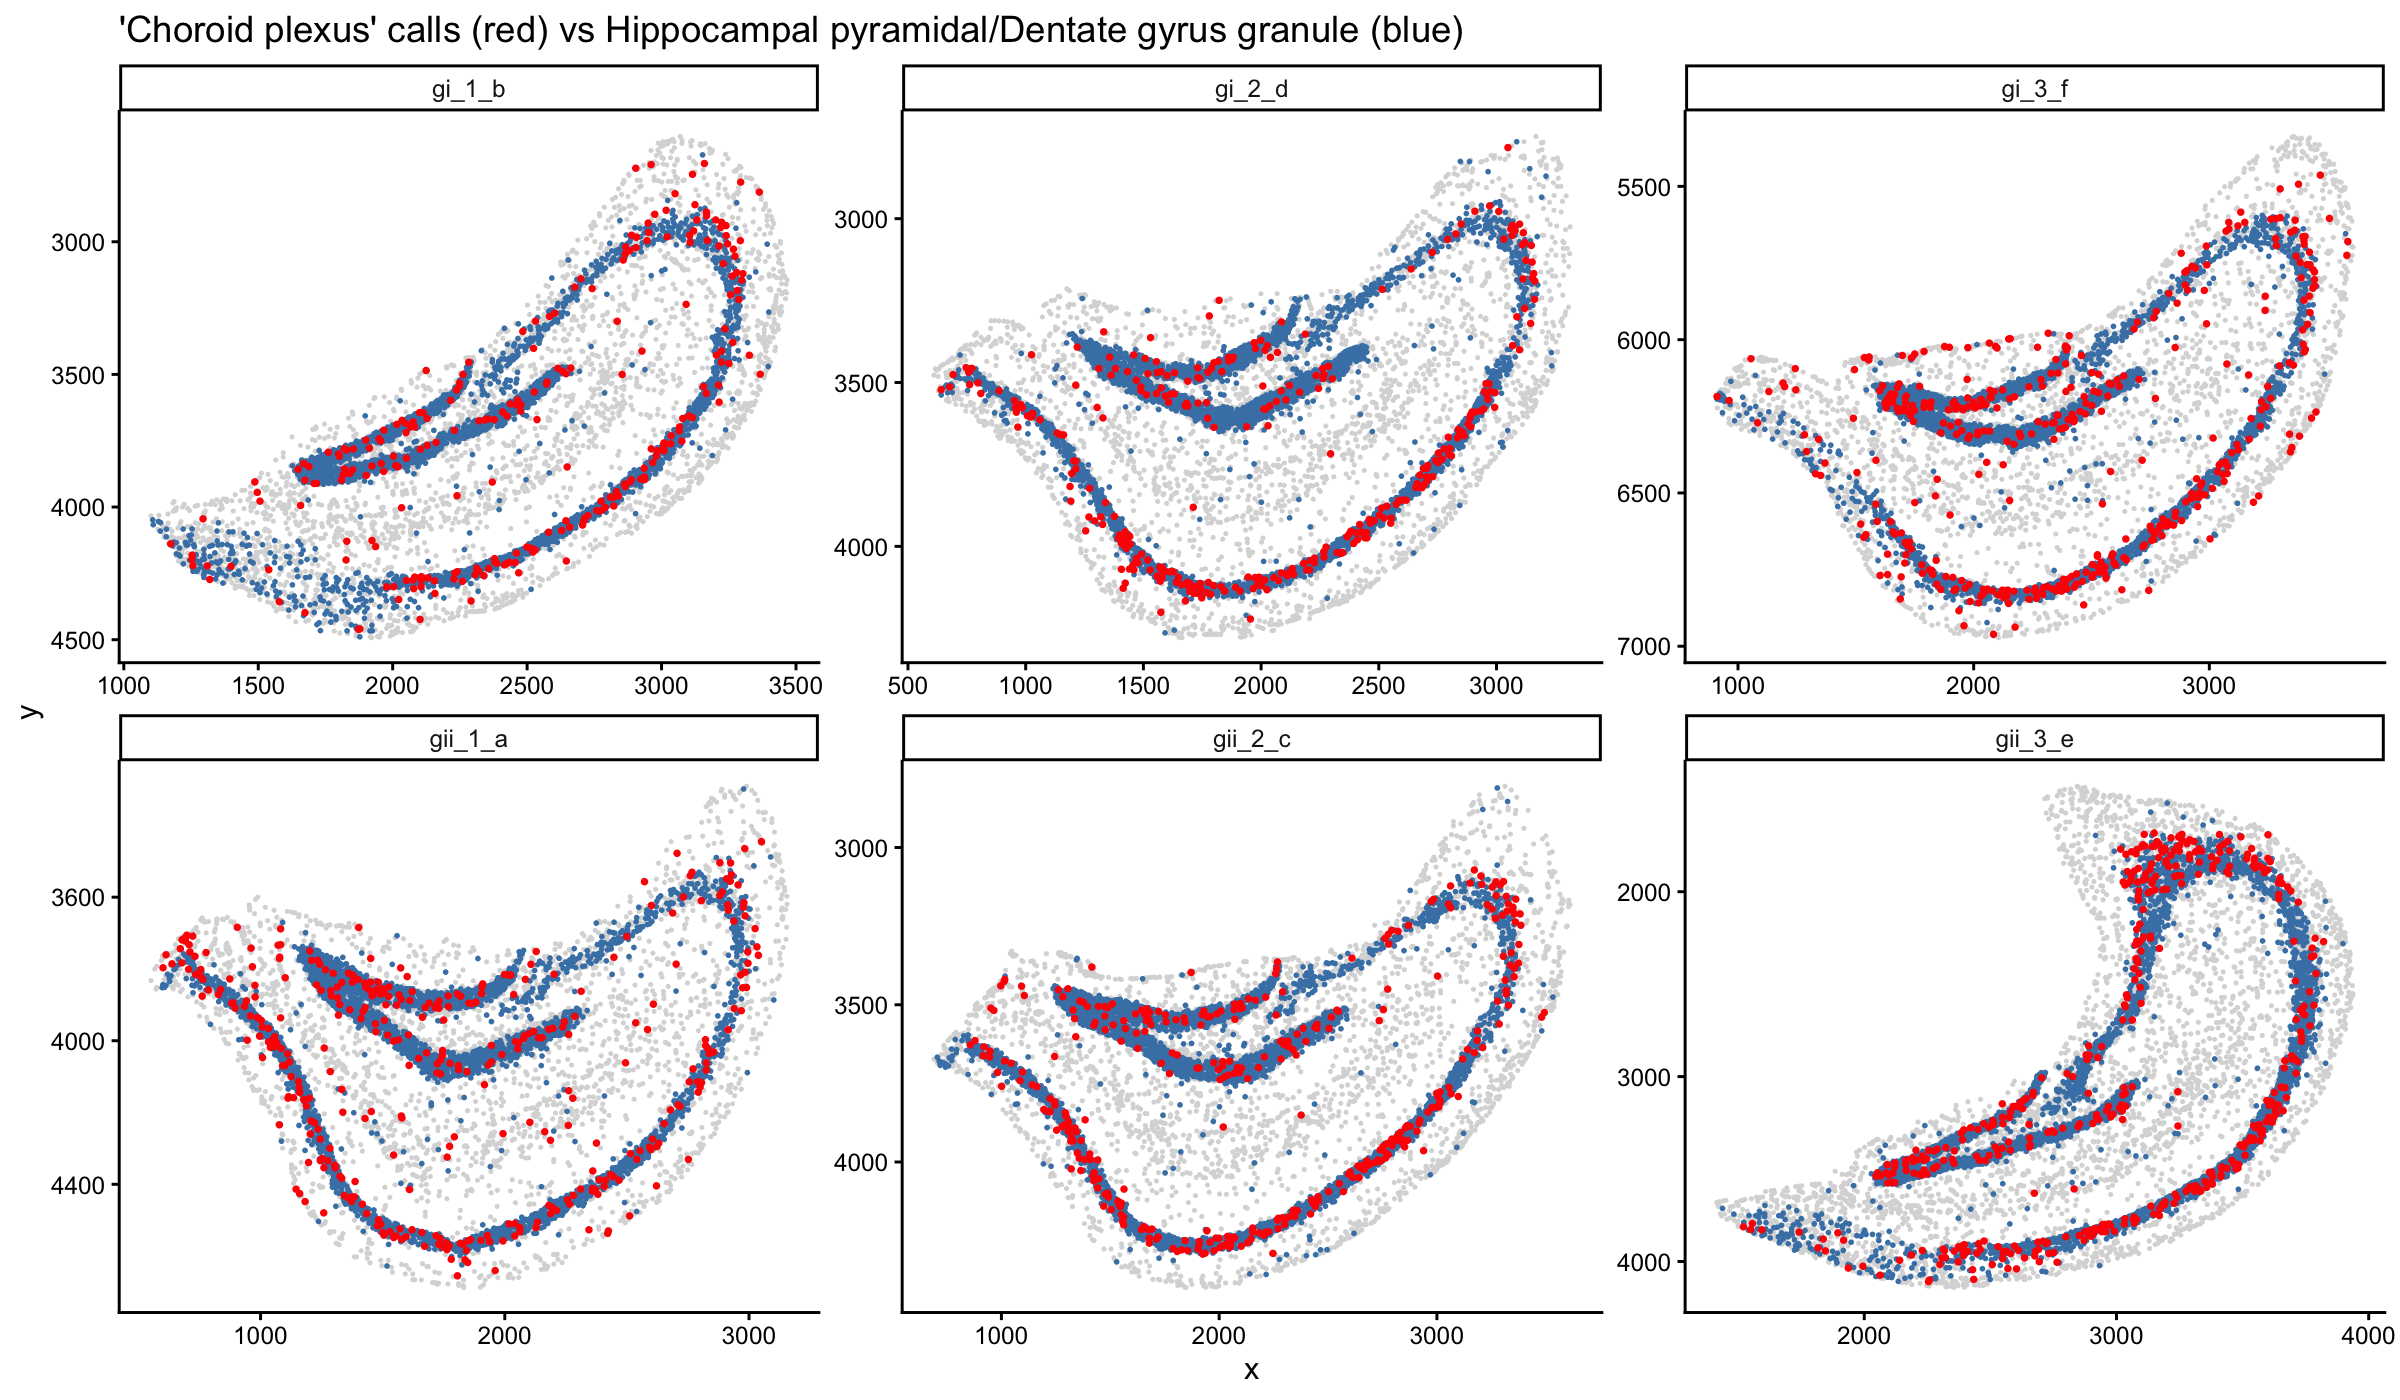 'Choroid plexus' calls (red) vs Hippocampal pyramidal/Dentate gyrus granule (blue)
gi_1_b
gi_2_d
gi_3_f
3000
3500
4000
4500
1000 1500 2000 2500 3000 3500
3000
3500
4000
500 1000 1500 2000 2500 3000
5500
6000
6500
7000
1000 2000 3000
y
gii_1_a
gii_2_c
gii_3_e
3600
4000
4400
1000 2000 3000
3000
3500
4000
1000 2000 3000
2000
3000
4000
2000 3000 4000
x